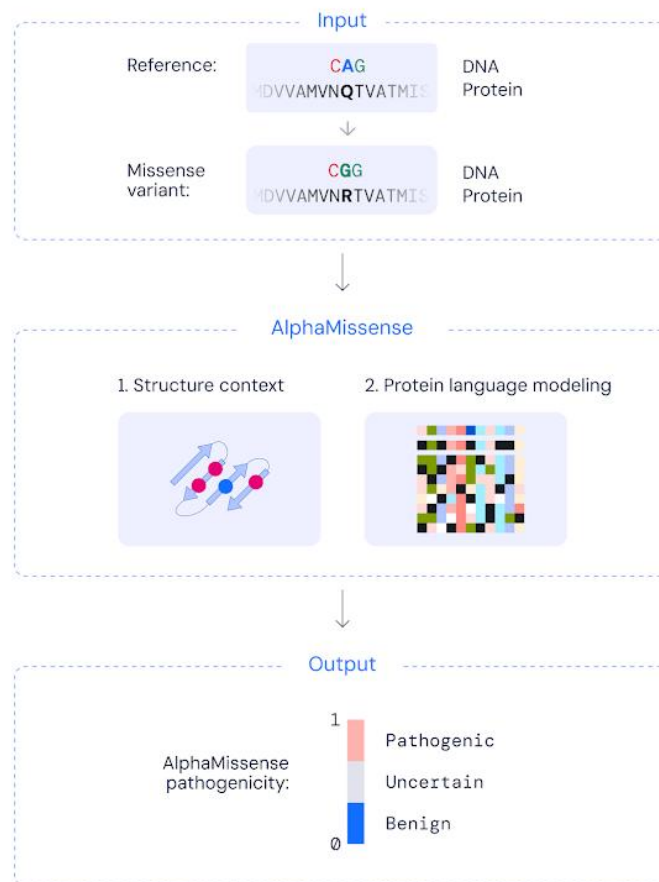 Input
Reference:
CAG
DNA
MDVVAMVNQTVATMIS
Protein
Missense
variant:
CGG
DNA
MDVVAMVNRTVATMIS
Protein
AlphaMissense
1. Structure context
2. Protein language modeling
Output
1
Pathogenic
AlphaMissense
pathogenicity:
Uncertain
Benign
0